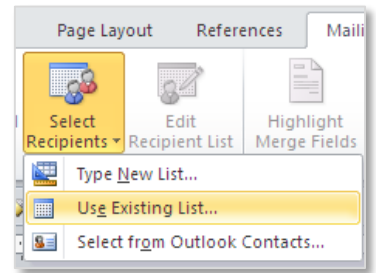 Page Layout References Maili
Select Edit Highlight
Recipients Recipient List Merge Fields
Type New List...
Use Existing List...
Select from Outlook Contacts...